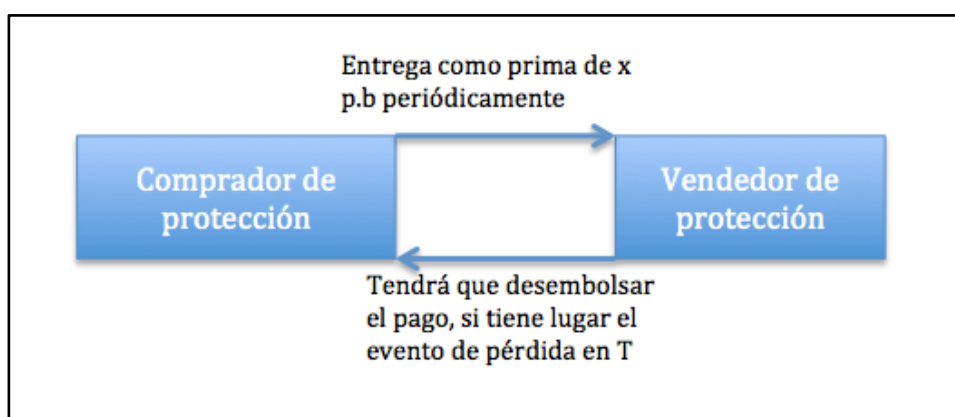 Entrega como prima de x
p.b periódicamente
Comprador de
protección
Vendedor de
protección
Tendrá que desembolsar
el pago, si tiene lugar el
evento de pérdida en T